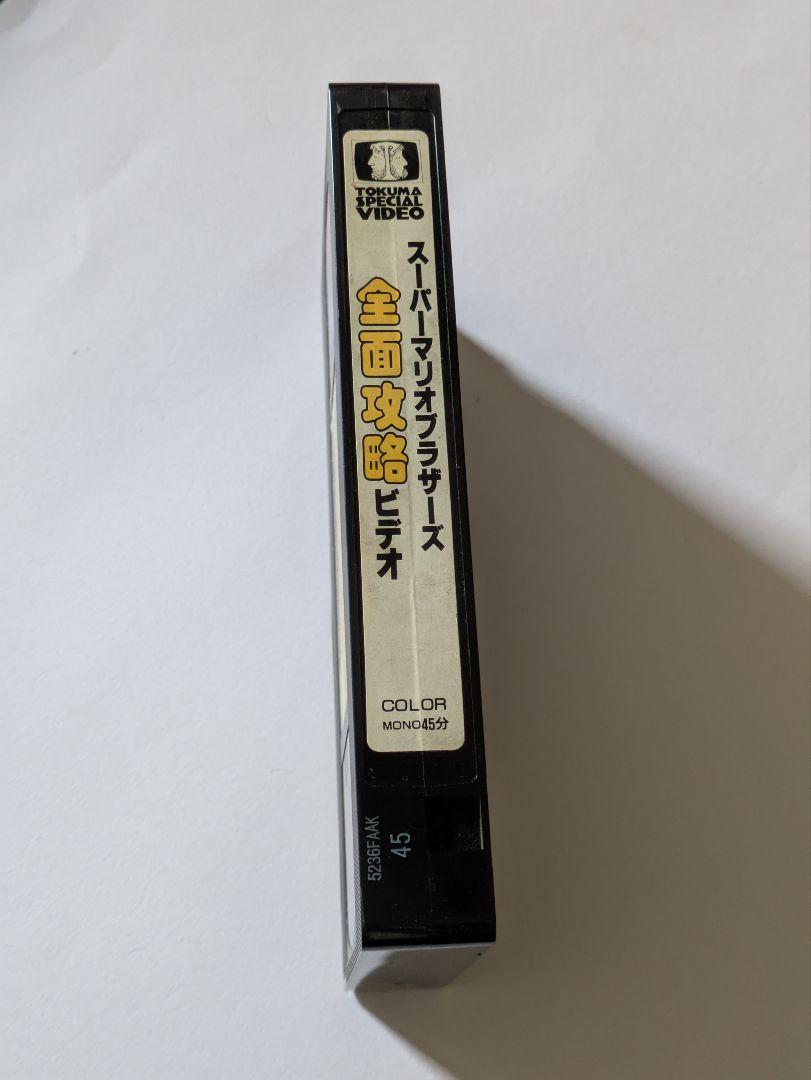 TOKUMA
SPECIAL
VIDEO
スーパーマリオブラザーズ
全面攻略ビデオ
COLOR
MONO45分
5236FAAK
45